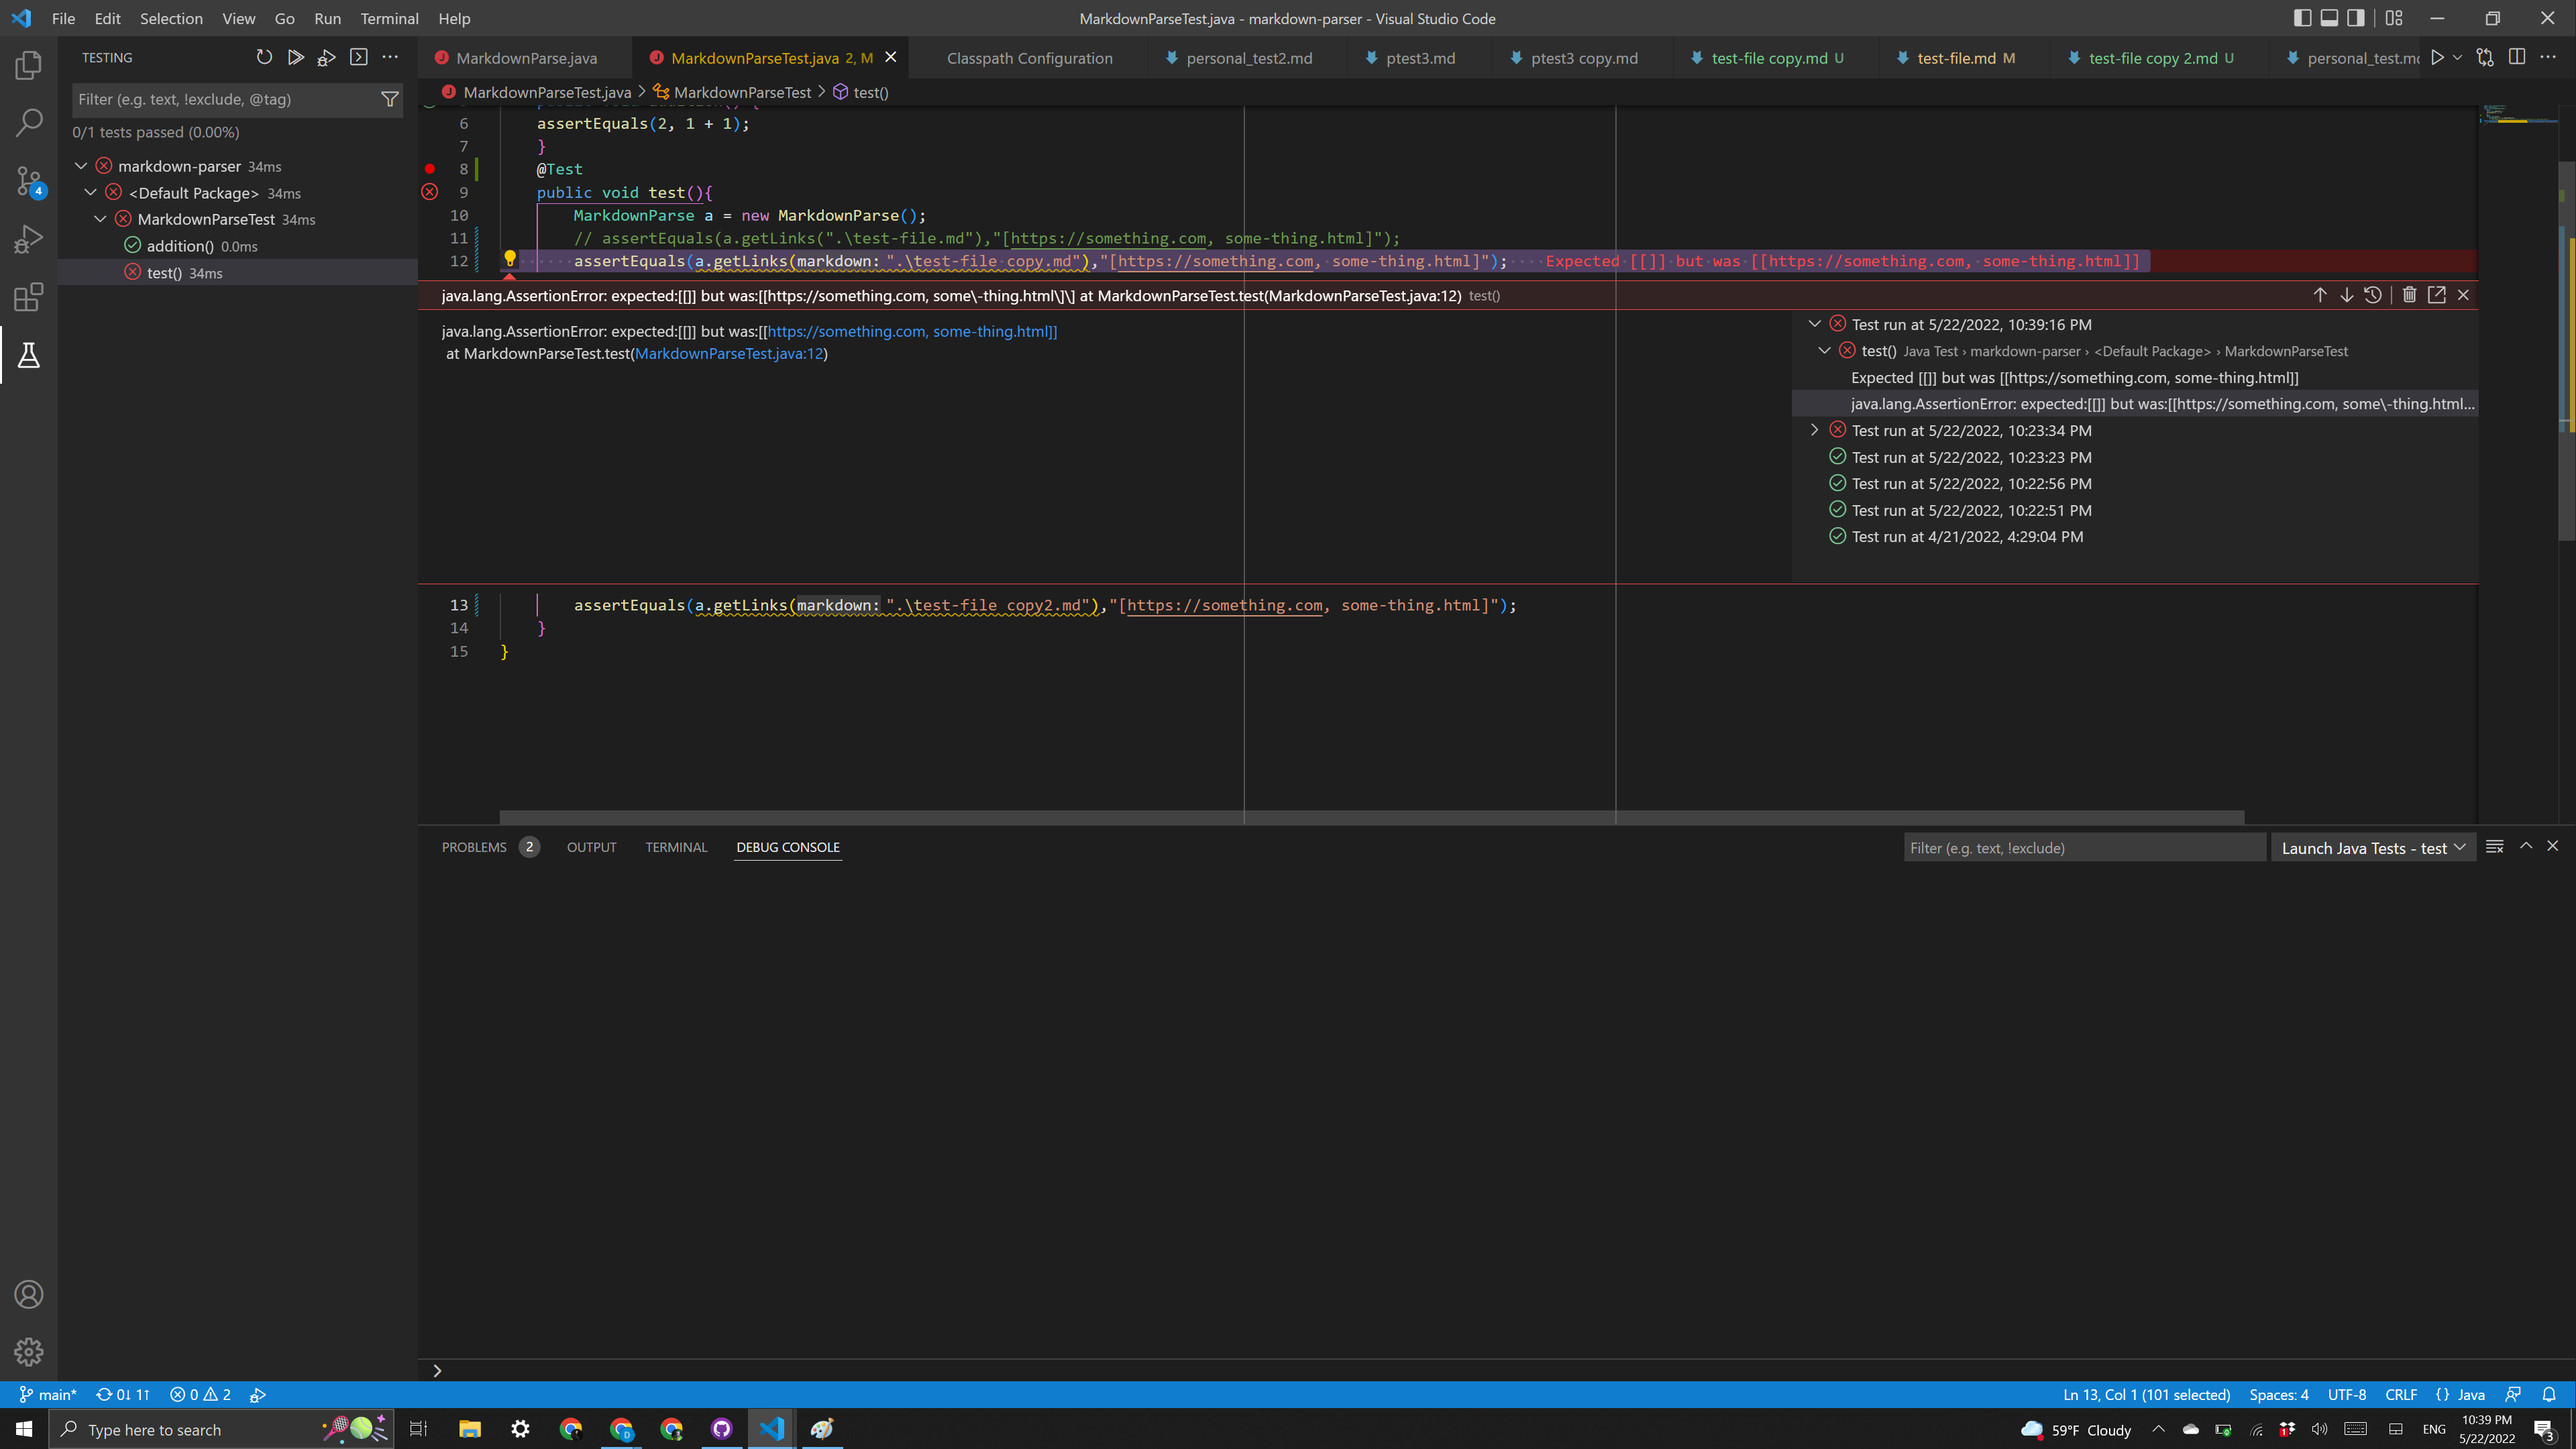 File Edit Selection View Go Run Terminal Help
MarkdownParseTest.java - markdown-parser - Visual Studio Code
TESTING
MarkdownParse.java
MarkdownParseTest.java 2, M
Classpath Configuration
personal_test2.md
ptest3.md
ptest3 copy.md
test-file copy.md U
test-file.md M
test-file copy 2.md U
personal_test.md
Filter (e.g. text, !exclude, @tag)
0/1 tests passed (0.00%)
markdown-parser 34ms
<Default Package> 34ms
MarkdownParseTest 34ms
addition() 0.0ms
test() 34ms
4
MarkdownParseTest.java > MarkdownParseTest > test()
6 assertEquals(2, 1 + 1);
7 }
8 @Test
9 public void test(){
10 MarkdownParse a = new MarkdownParse();
11 // assertEquals(a.getLinks(".\test-file.md"),"[https://something.com, some-thing.html]");
12 assertEquals(a.getLinks(markdown: ".\test-file copy.md"),"[https://something.com, some-thing.html]"); Expected [[]] but was [[https://something.com, some-thing.html]]
java.lang.AssertionError: expected:[[]] but was:[[https://something.com, some\-thing.html\]\] at MarkdownParseTest.test(MarkdownParseTest.java:12) test()
java.lang.AssertionError: expected:[[]] but was:[[https://something.com, some-thing.html]]
at MarkdownParseTest.test(MarkdownParseTest.java:12)
Test run at 5/22/2022, 10:39:16 PM
test() Java Test › markdown-parser › <Default Package> › MarkdownParseTest
Expected [[]] but was [[https://something.com, some-thing.html]]
java.lang.AssertionError: expected:[[]] but was:[[https://something.com, some\-thing.html...
Test run at 5/22/2022, 10:23:34 PM
Test run at 5/22/2022, 10:23:23 PM
Test run at 5/22/2022, 10:22:56 PM
Test run at 5/22/2022, 10:22:51 PM
Test run at 4/21/2022, 4:29:04 PM
13 assertEquals(a.getLinks(markdown: ".\test-file copy2.md"),"[https://something.com, some-thing.html]");
14 }
15 }
PROBLEMS 2 OUTPUT TERMINAL DEBUG CONSOLE
Filter (e.g. text, !exclude)
Launch Java Tests - test
main* 0↓ 1↑ 0 2
Ln 13, Col 1 (101 selected) Spaces: 4 UTF-8 CRLF {} Java
Type here to search
59°F Cloudy
ENG
10:39 PM
5/22/2022
3